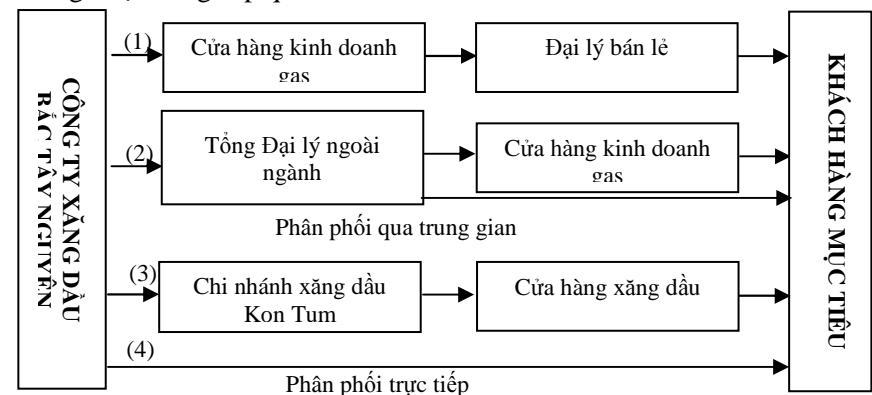 CÔNG TY XĂNG DẦU
BẮC TÂY NGUYÊN
(1)
Cửa hàng kinh doanh
gas
Đại lý bán lẻ
(2)
Tổng Đại lý ngoài
ngành
Cửa hàng kinh doanh
gas
Phân phối qua trung gian
(3)
Chi nhánh xăng dầu
Kon Tum
Cửa hàng xăng dầu
(4)
Phân phối trực tiếp
KHÁCH HÀNG MỤC TIÊU